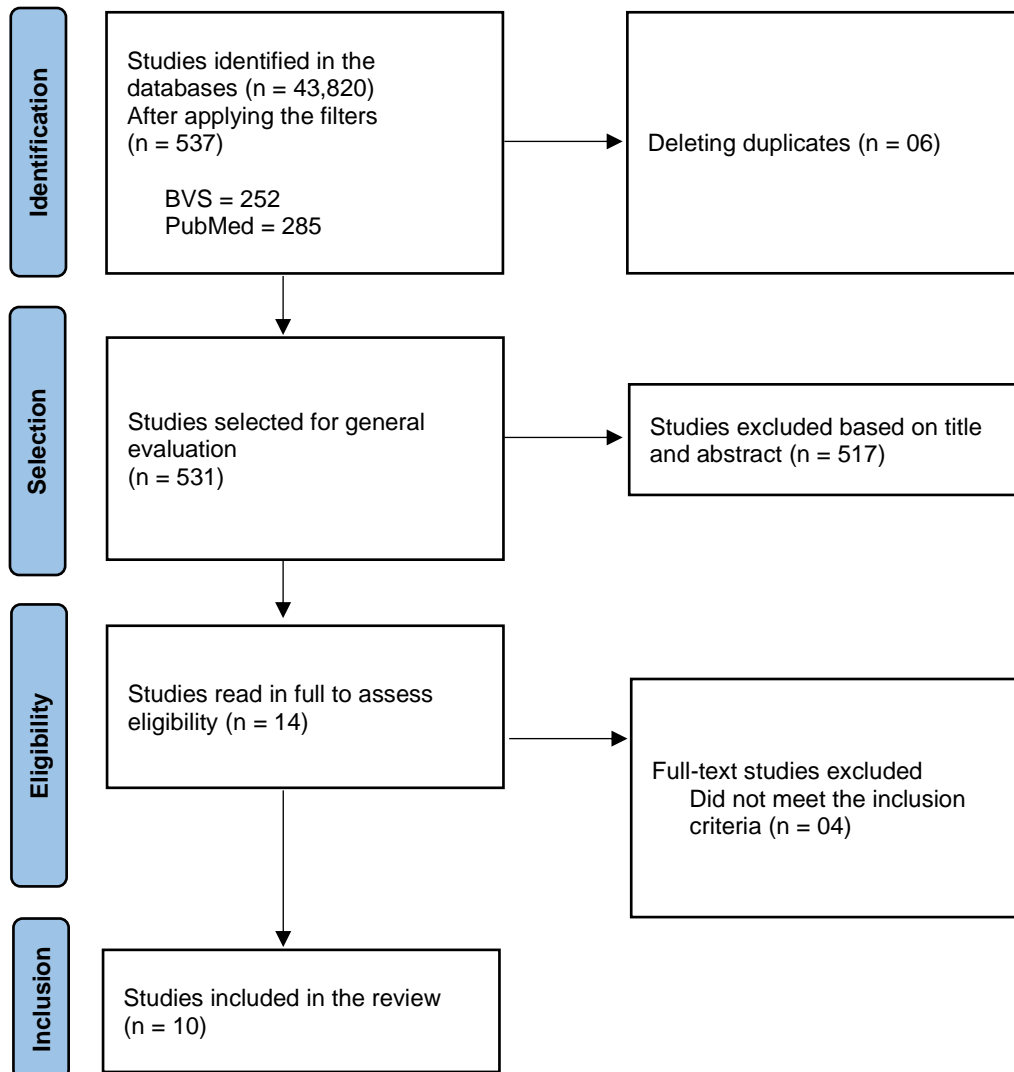 Identification
Studies identified in the
databases (n = 43,820)
After applying the filters
(n = 537)
BVS = 252
PubMed = 285
Deleting duplicates (n = 06)
Selection
Studies selected for general
evaluation
(n = 531)
Studies excluded based on title
and abstract (n = 517)
Eligibility
Studies read in full to assess
eligibility (n = 14)
Full-text studies excluded
Did not meet the inclusion
criteria (n = 04)
Inclusion
Studies included in the review
(n = 10)